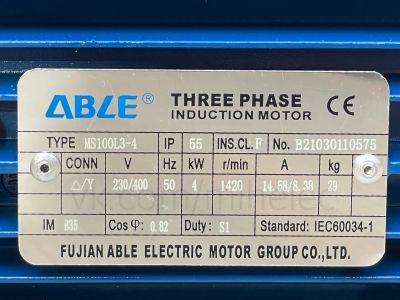 ABLE® THREE PHASE CE
INDUCTION MOTOR
TYPE MS100L3-4 IP 55 INS.CL.F No. B21030110575
CONN V Hz kW r/min A kg
△/Y 230/400 50 4 1420 14.58/8.38 29
IM B35 Cosφ: 0.82 Duty: S1 Standard: IEC60034-1
FUJIAN ABLE ELECTRIC MOTOR GROUP CO.,LTD.